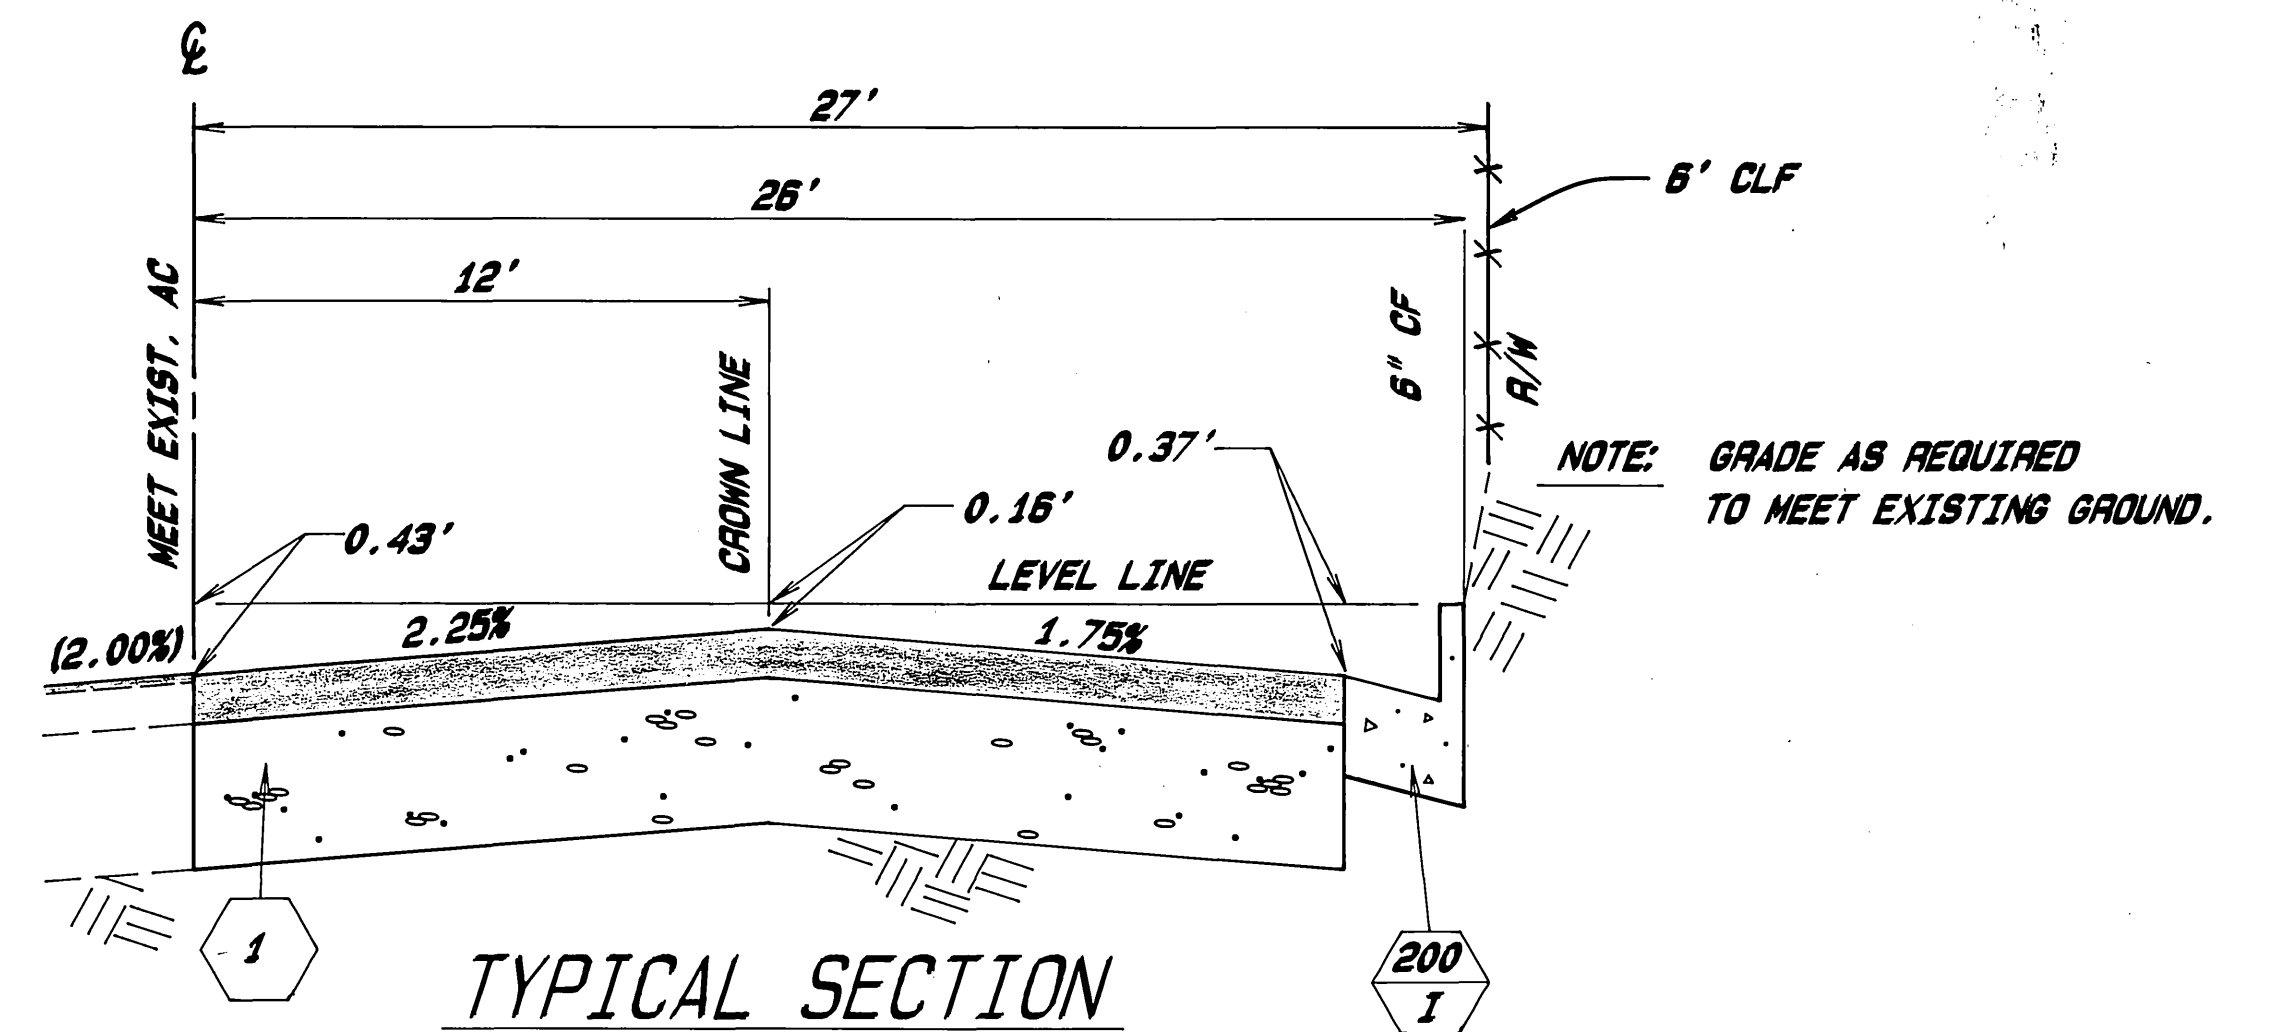 ℄
27'
26'
6' CLF
12'
MEET EXIST. AC
CROWN LINE
6" CF
R/W
0.37'
NOTE: GRADE AS REQUIRED
TO MEET EXISTING GROUND.
0.16'
0.43'
LEVEL LINE
(2.00%)
2.25%
1.75%
1
200
I
TYPICAL SECTION